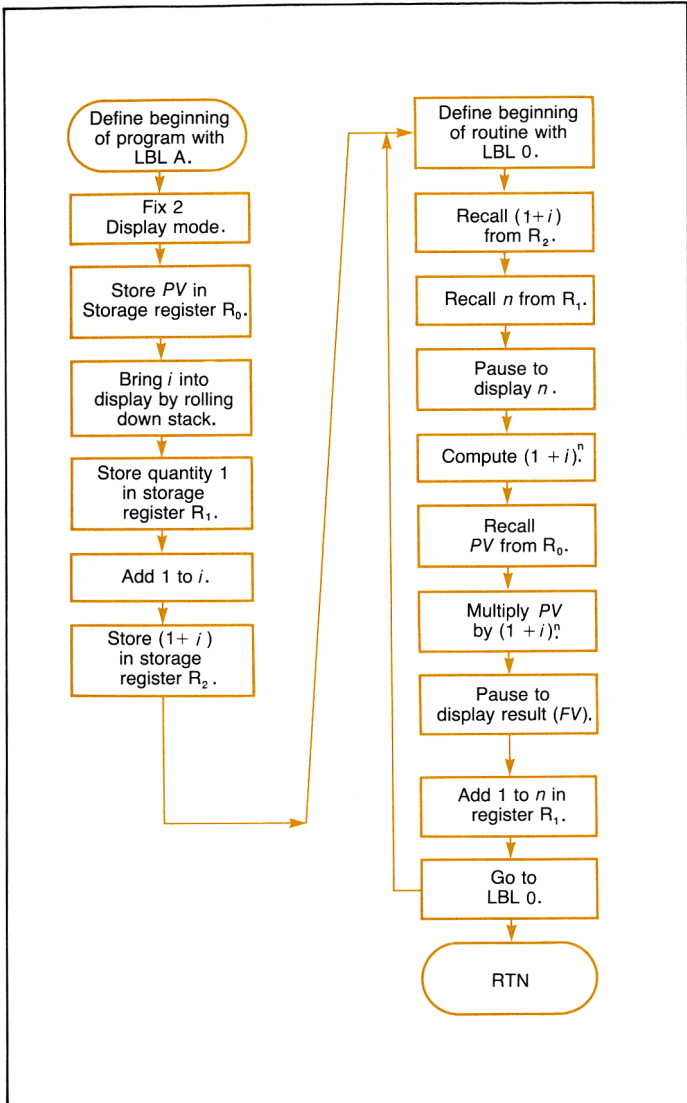 Define beginning
of program with
LBL A.
Fix 2
Display mode.
Store PV in
Storage register R₀.
Bring i into
display by rolling
down stack.
Store quantity 1
in storage
register R₁.
Add 1 to i.
Store (1+ i )
in storage
register R₂ .
Define beginning
of routine with
LBL 0.
Recall (1+i)
from R₂.
Recall n from R₁.
Pause to
display n .
Compute (1 + i)ⁿ.
Recall
PV from R₀.
Multiply PV
by (1 + i)ⁿ.
Pause to
display result (FV).
Add 1 to n in
register R₁.
Go to
LBL 0.
RTN